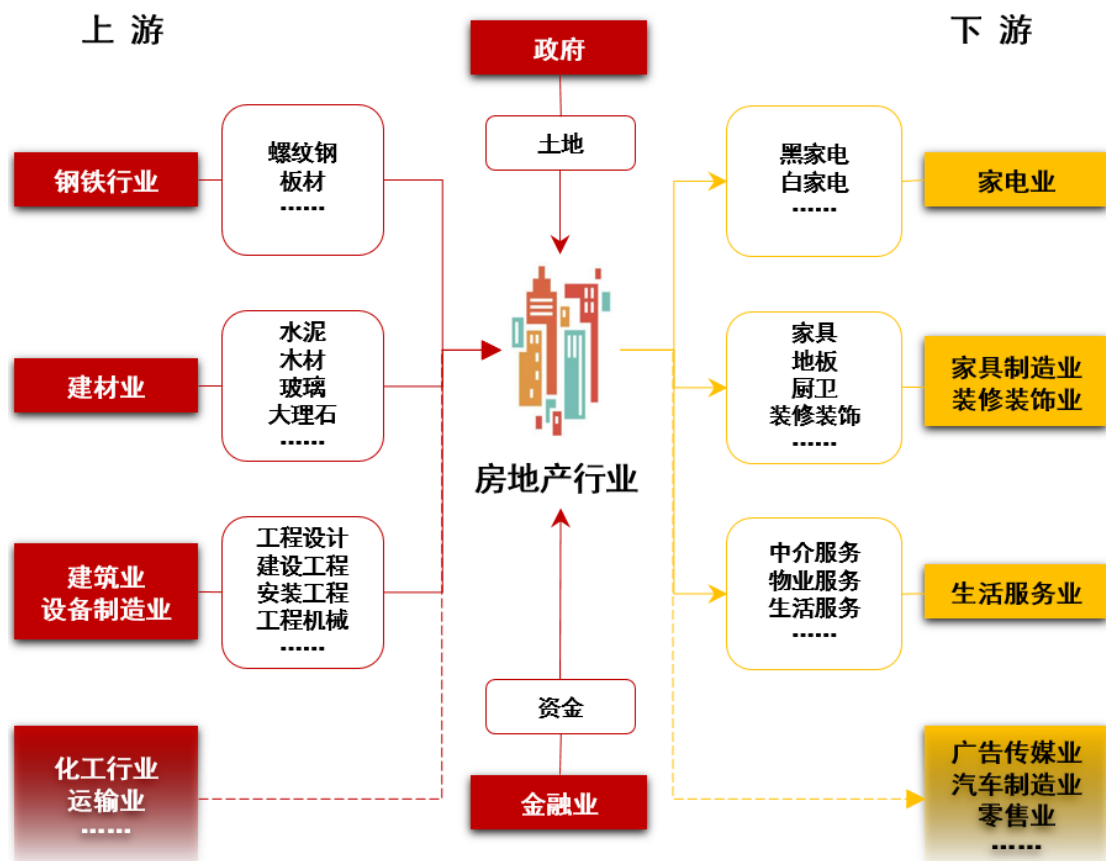 上 游
政府
下 游
土地
钢铁行业
螺纹钢
板材
……
黑家电
白家电
……
家电业
建材业
水泥
木材
玻璃
大理石
……
房地产行业
家具
地板
厨卫
装修装饰
……
家具制造业
装修装饰业
建筑业
设备制造业
工程设计
建设工程
安装工程
工程机械
……
中介服务
物业服务
生活服务
……
生活服务业
资金
金融业
化工行业
运输业
……
广告传媒业
汽车制造业
零售业
……